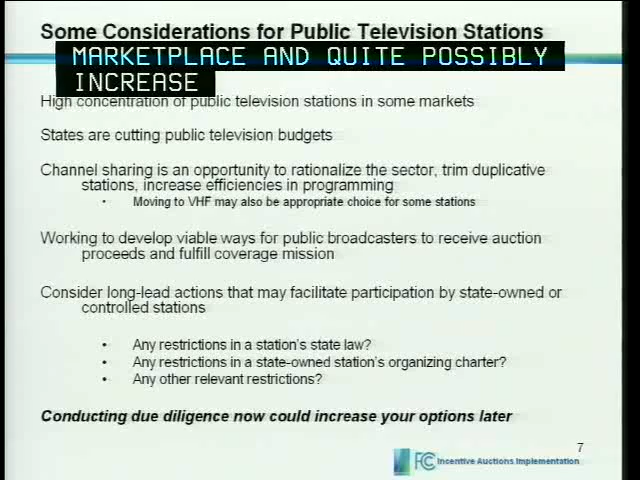 Some Considerations for Public Television Stations
MARKETPLACE AND QUITE POSSIBLY
INCREASE
High concentration of public television stations in some markets
States are cutting public television budgets
Channel sharing is an opportunity to rationalize the sector, trim duplicative
stations, increase efficiencies in programming
• Moving to VHF may also be appropriate choice for some stations
Working to develop viable ways for public broadcasters to receive auction
proceeds and fulfill coverage mission
Consider long-lead actions that may facilitate participation by state-owned or
controlled stations
• Any restrictions in a station's state law?
• Any restrictions in a state-owned station's organizing charter?
• Any other relevant restrictions?
Conducting due diligence now could increase your options later
7
FCC Incentive Auctions Implementation